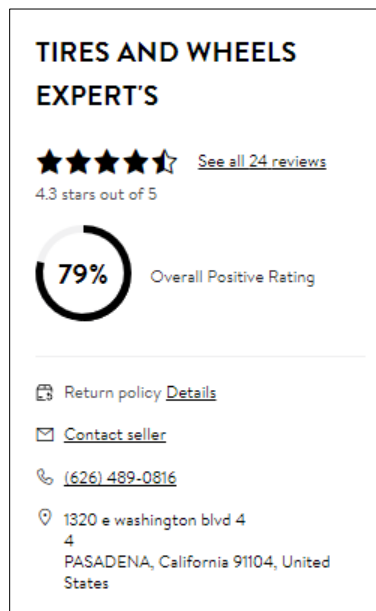 TIRES AND WHEELS
EXPERT'S
See all 24 reviews
4.3 stars out of 5
79%
Overall Positive Rating
Return policy Details
Contact seller
(626) 489-0816
1320 e washington blvd 4
4
PASADENA, California 91104, United
States